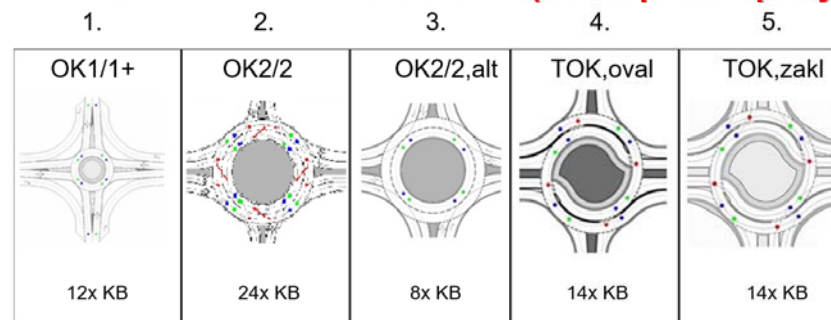 1.
2.
3.
4.
5.
OK1/1+
OK2/2
OK2/2,alt
TOK,oval
TOK,zakl
12x KB
24x KB
8x KB
14x KB
14x KB